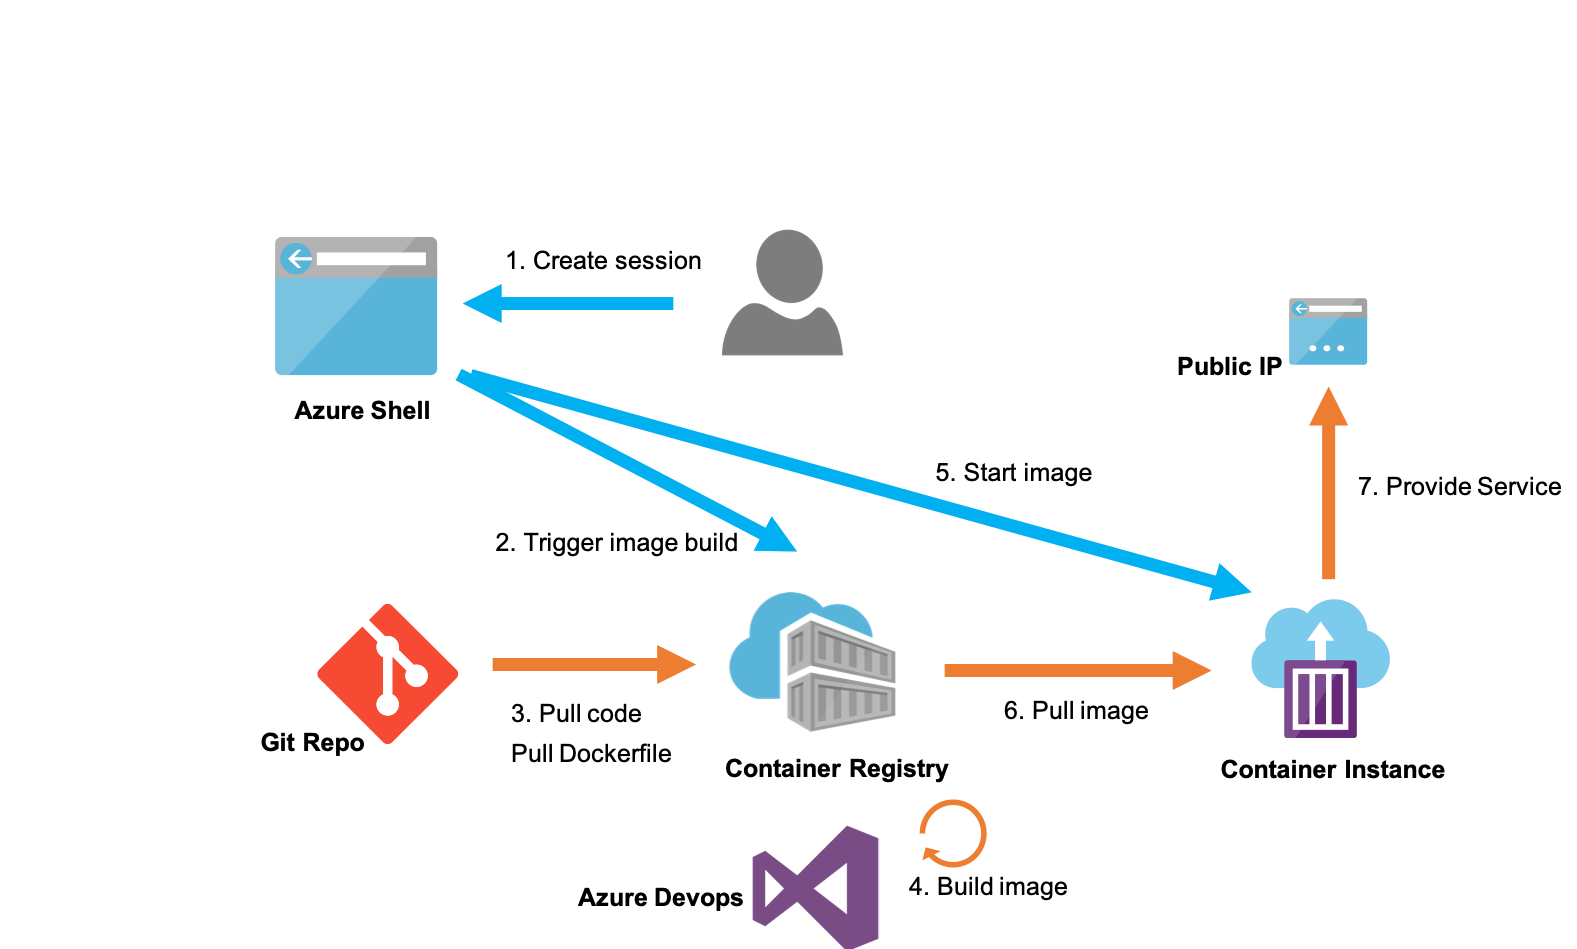 1. Create session
Azure Shell
Public IP
5. Start image
7. Provide Service
2. Trigger image build
3. Pull code
Pull Dockerfile
Git Repo
6. Pull image
Container Registry
Container Instance
4. Build image
Azure Devops